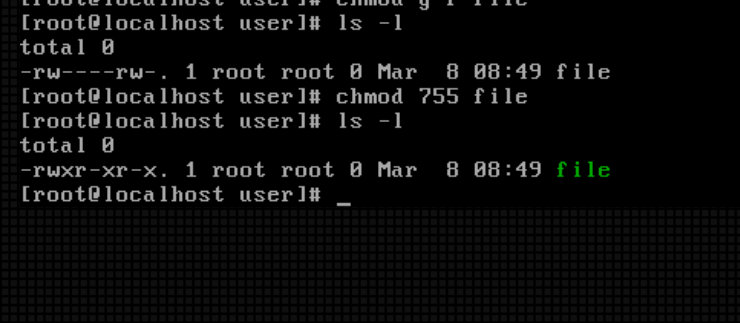 [root@localhost user]# chmod g-r file
[root@localhost user]# ls -l
total 0
-rw----rw-. 1 root root 0 Mar  8 08:49 file
[root@localhost user]# chmod 755 file
[root@localhost user]# ls -l
total 0
-rwxr-xr-x. 1 root root 0 Mar  8 08:49 file
[root@localhost user]# _